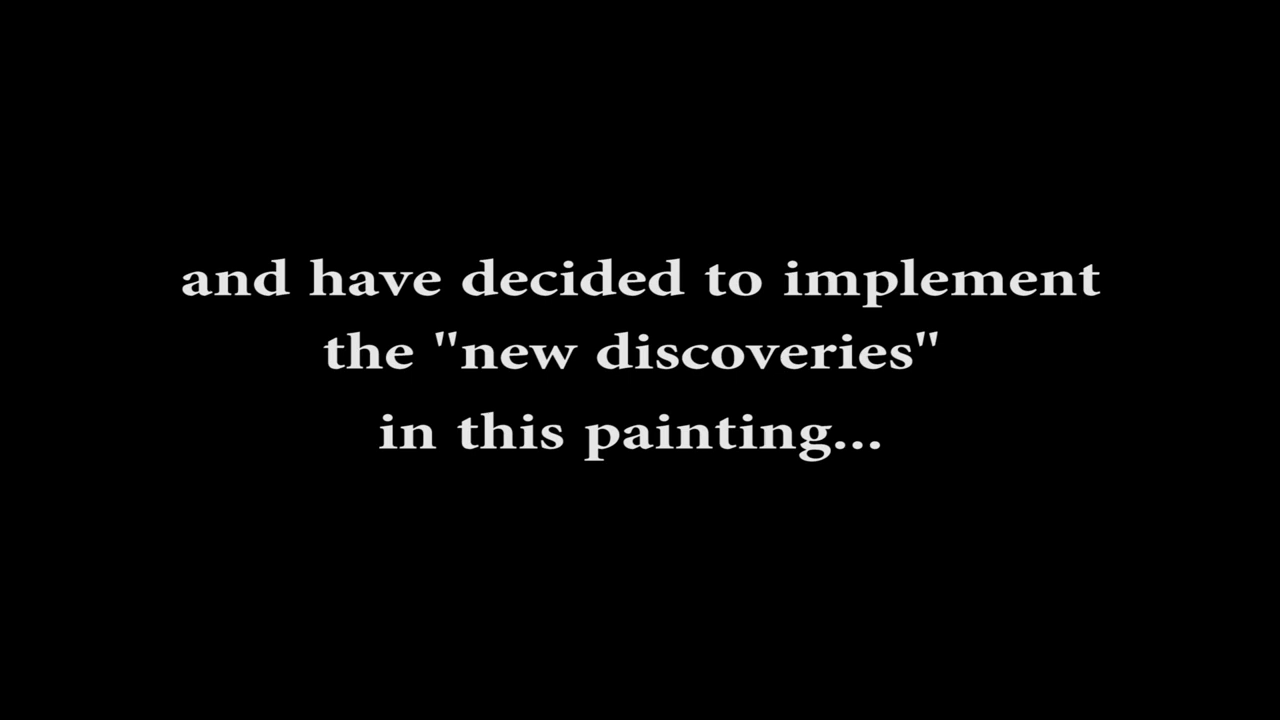 and have decided to implement
the "new discoveries"
in this painting...